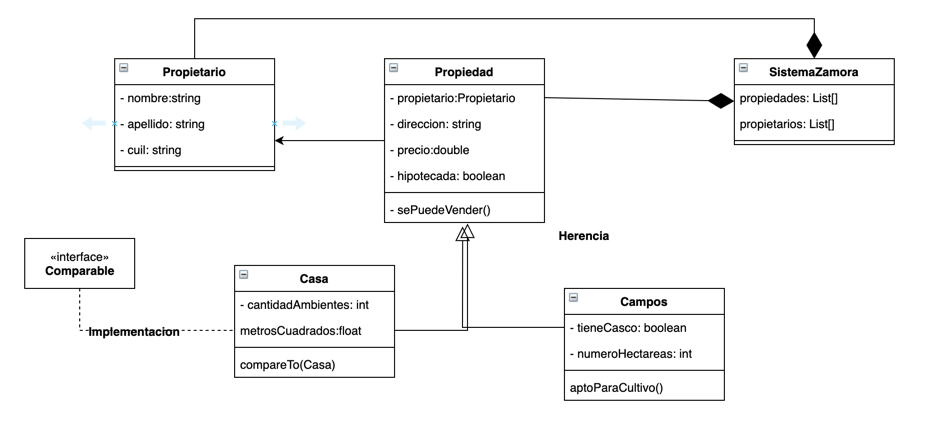 Propietario
- nombre:string
- apellido: string
- cuil: string
Propiedad
- propietario:Propietario
- direccion: string
- precio:double
- hipotecada: boolean
- sePuedeVender()
SistemaZamora
propiedades: List[]
propietarios: List[]
Herencia
«interface»
Comparable
Implementacion
Casa
- cantidadAmbientes: int
metrosCuadrados:float
compareTo(Casa)
Campos
- tieneCasco: boolean
- numeroHectareas: int
aptoParaCultivo()